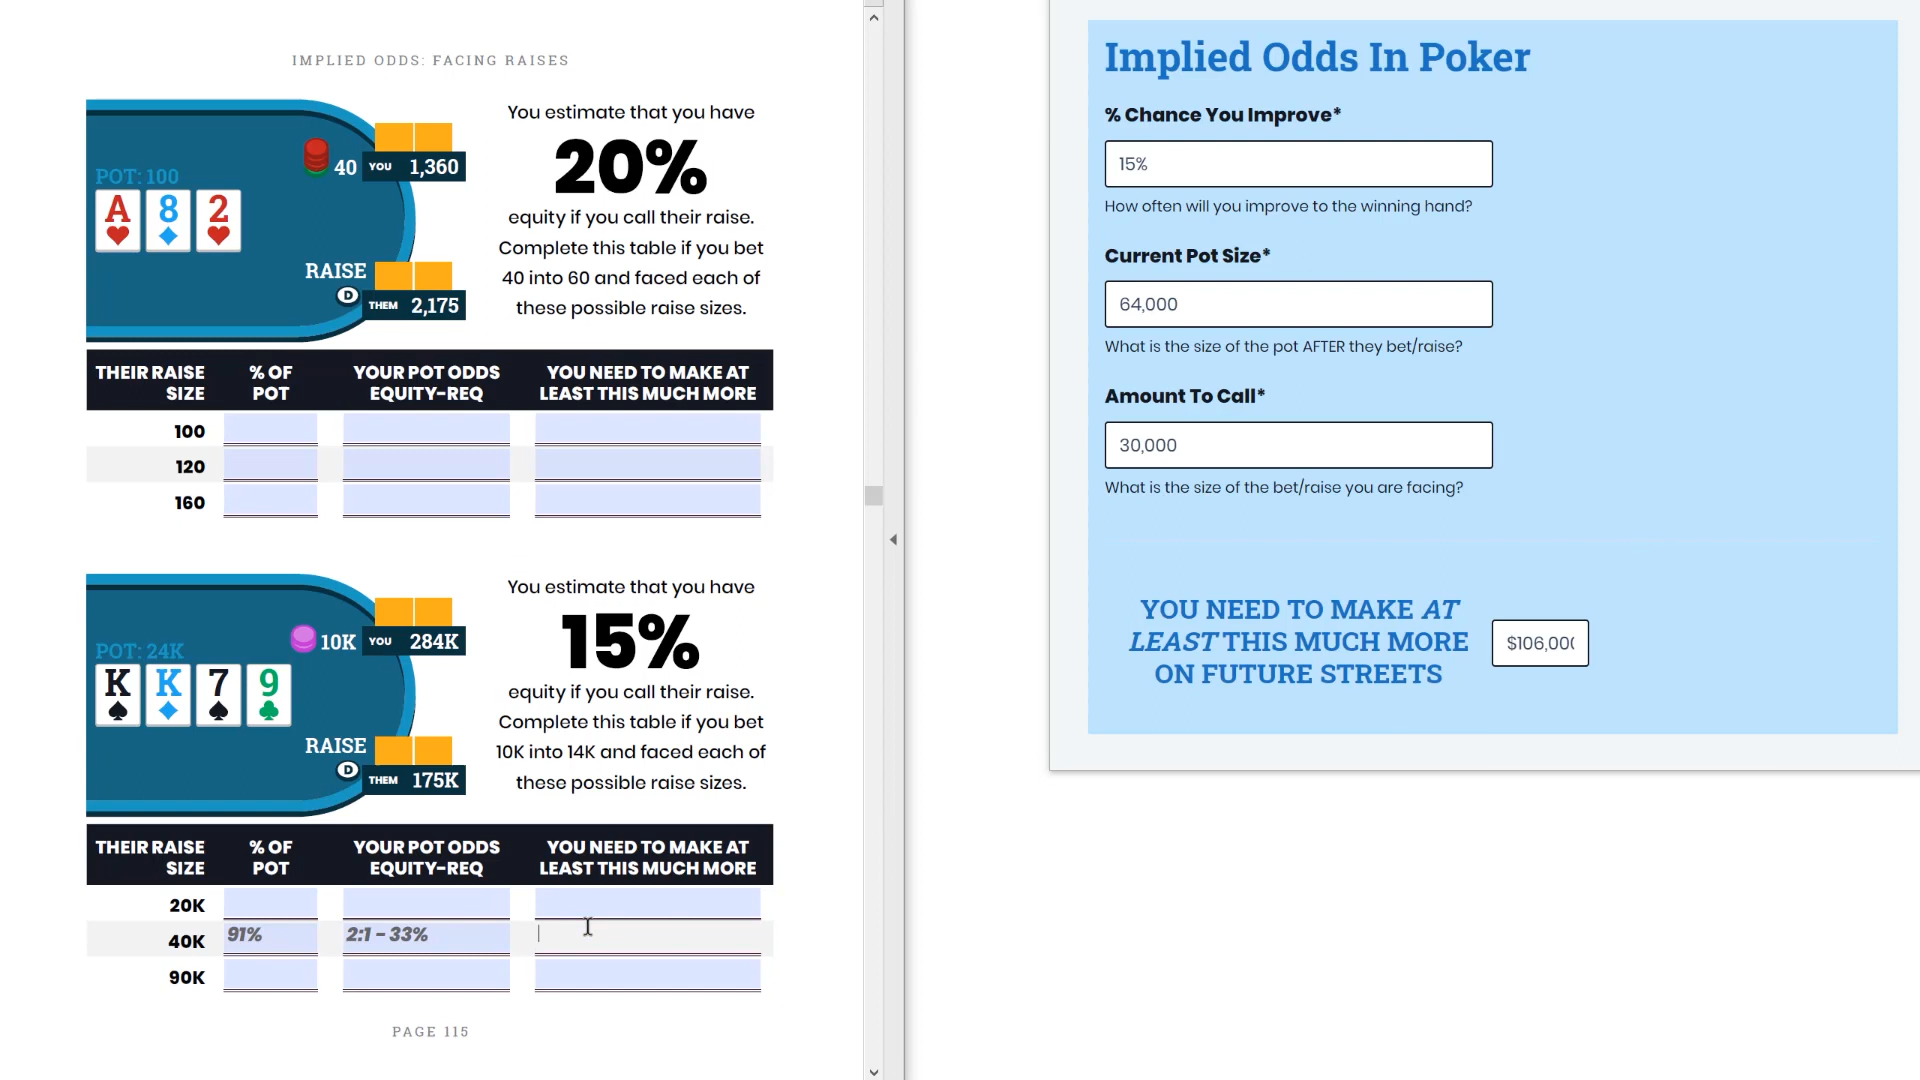 IMPLIED ODDS: FACING RAISES
POT: 100
A 8 2
40 YOU 1,360
RAISE
D
THEM 2,175
You estimate that you have
20%
equity if you call their raise.
Complete this table if you bet
40 into 60 and faced each of
these possible raise sizes.
THEIR RAISE SIZE
% OF POT
YOUR POT ODDS EQUITY-REQ
YOU NEED TO MAKE AT LEAST THIS MUCH MORE
100
120
160
POT: 24K
K K 7 9
10K YOU 284K
RAISE
D
THEM 175K
You estimate that you have
15%
equity if you call their raise.
Complete this table if you bet
10K into 14K and faced each of
these possible raise sizes.
THEIR RAISE SIZE
% OF POT
YOUR POT ODDS EQUITY-REQ
YOU NEED TO MAKE AT LEAST THIS MUCH MORE
20K
40K 91% 2:1 - 33%
90K
PAGE 115
Implied Odds In Poker
% Chance You Improve*
15%
How often will you improve to the winning hand?
Current Pot Size*
64,000
What is the size of the pot AFTER they bet/raise?
Amount To Call*
30,000
What is the size of the bet/raise you are facing?
YOU NEED TO MAKE AT
LEAST THIS MUCH MORE
ON FUTURE STREETS
$106,00